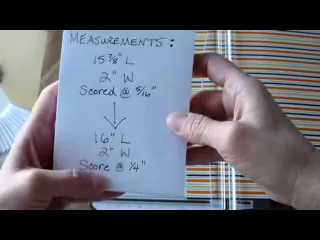 MEASUREMENTS:
15 7/8" L
2" W
Scored @ 5/16"
16" L
2" W
Score @ 1/4"